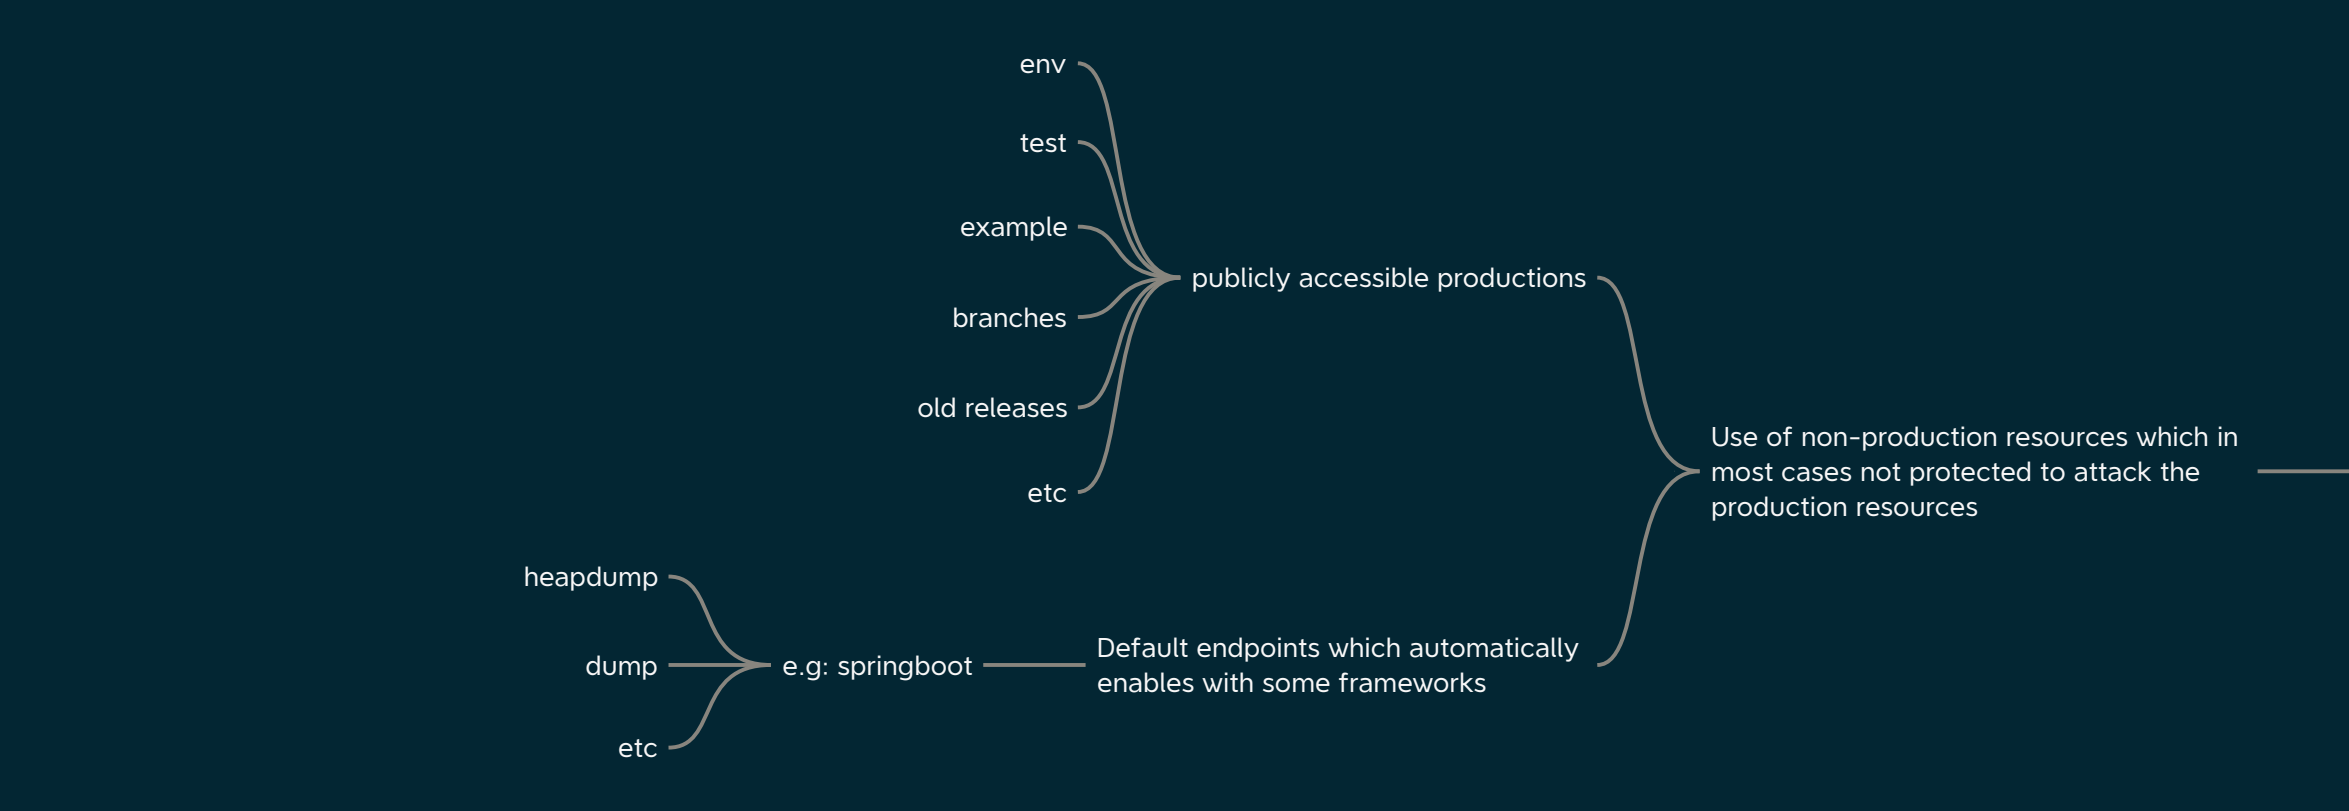 env
test
example
publicly accessible productions
branches
old releases
Use of non-production resources which in
most cases not protected to attack the
production resources
etc
heapdump
Default endpoints which automatically
enables with some frameworks
e.g: springboot
dump
etc